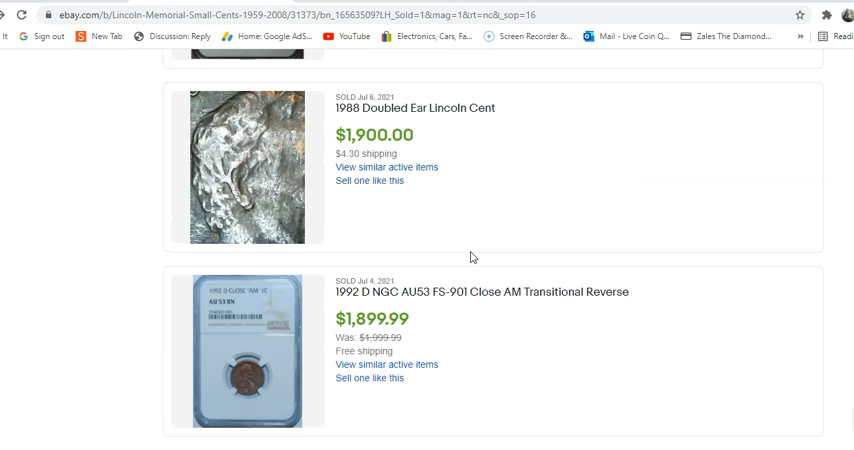 ebay.com/b/Lincoln-Memorial-Small-Cents-1959-2008/31373/bn_16563509?LH_Sold=1&mag=1&rt=nc&_sop=16
It Sign out New Tab Discussion: Reply Home: Google AdS... YouTube Electronics, Cars, Fa... Screen Recorder &... Mail - Live Coin Q... Zales The Diamond... » Readi
SOLD Jul 6, 2021
1988 Doubled Ear Lincoln Cent
$1,900.00
$4.30 shipping
View similar active items
Sell one like this
SOLD Jul 4, 2021
1992 D NGC AU53 FS-901 Close AM Transitional Reverse
$1,899.99
Was: $1,999.99
Free shipping
View similar active items
Sell one like this
1992 D CLOSE 'AM' 1C
AU 53 BN